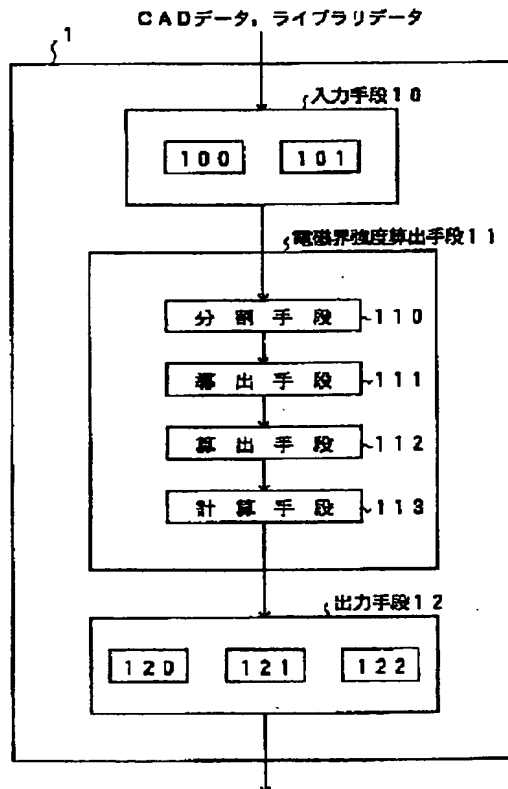 CADデータ，ライブラリデータ
1
入力手段10
100 101
電磁界強度算出手段11
分割手段 110
導出手段 111
算出手段 112
計算手段 113
出力手段12
120 121 122